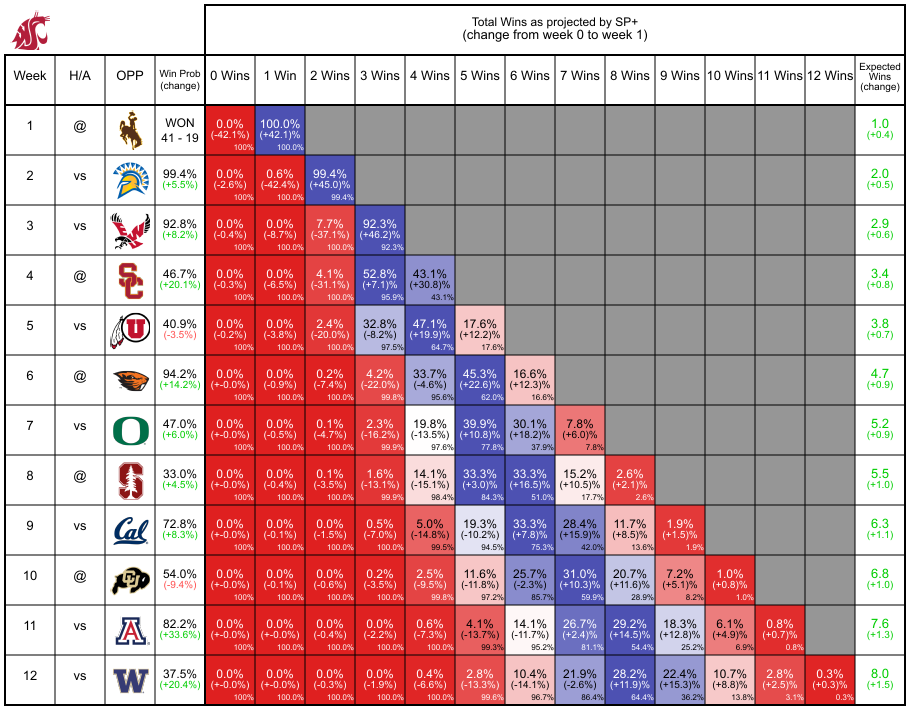 Total Wins as projected by SP+
(change from week 0 to week 1)
Week H/A OPP Win Prob (change) 0 Wins 1 Win 2 Wins 3 Wins 4 Wins 5 Wins 6 Wins 7 Wins 8 Wins 9 Wins 10 Wins 11 Wins 12 Wins Expected Wins (change)
1 @ WON 0.0% 100.0% 1.0
41 - 19 (-42.1%) (+42.1)% (+0.4)
100% 100.0%
2 vs 99.4% 0.0% 0.6% 99.4% 2.0
(+5.5%) (-2.6%) (-42.4%) (+45.0)% (+0.5)
100% 100.0% 99.4%
3 vs 92.8% 0.0% 0.0% 7.7% 92.3% 2.9
(+8.2%) (-0.4%) (-8.7%) (-37.1%) (+46.2)% (+0.6)
100% 100.0% 100.0% 92.3%
4 @ SC 46.7% 0.0% 0.0% 4.1% 52.8% 43.1% 3.4
(+20.1%) (-0.3%) (-6.5%) (-31.1%) (+7.1)% (+30.8)% (+0.8)
100% 100.0% 100.0% 95.9% 43.1%
5 vs U 40.9% 0.0% 0.0% 2.4% 32.8% 47.1% 17.6% 3.8
(-3.5%) (-0.2%) (-3.8%) (-20.0%) (-8.2%) (+19.9)% (+12.2)% (+0.7)
100% 100.0% 100.0% 97.5% 64.7% 17.6%
6 @ 94.2% 0.0% 0.0% 0.2% 4.2% 33.7% 45.3% 16.6% 4.7
(+14.2%) (+-0.0%) (-0.9%) (-7.4%) (-22.0%) (-4.6%) (+22.6)% (+12.3)% (+0.9)
100% 100.0% 100.0% 99.8% 95.6% 62.0% 16.6%
7 vs O 47.0% 0.0% 0.0% 0.1% 2.3% 19.8% 39.9% 30.1% 7.8% 5.2
(+6.0%) (+-0.0%) (-0.5%) (-4.7%) (-16.2%) (-13.5%) (+10.8)% (+18.2)% (+6.0)% (+0.9)
100% 100.0% 100.0% 99.9% 97.6% 77.8% 37.9% 7.8%
8 @ S 33.0% 0.0% 0.0% 0.1% 1.6% 14.1% 33.3% 33.3% 15.2% 2.6% 5.5
(+4.5%) (+-0.0%) (-0.4%) (-3.5%) (-13.1%) (-15.1%) (+3.0)% (+16.5)% (+10.5)% (+2.1)% (+1.0)
100% 100.0% 100.0% 99.9% 98.4% 84.3% 51.0% 17.7% 2.6%
9 vs Cal 72.8% 0.0% 0.0% 0.0% 0.5% 5.0% 19.3% 33.3% 28.4% 11.7% 1.9% 6.3
(+8.3%) (+-0.0%) (-0.1%) (-1.5%) (-7.0%) (-14.8%) (-10.2%) (+7.8)% (+15.9)% (+8.5)% (+1.5)% (+1.1)
100% 100.0% 100.0% 100.0% 99.5% 94.5% 75.3% 42.0% 13.6% 1.9%
10 @ CU 54.0% 0.0% 0.0% 0.0% 0.2% 2.5% 11.6% 25.7% 31.0% 20.7% 7.2% 1.0% 6.8
(-9.4%) (+-0.0%) (-0.1%) (-0.6%) (-3.5%) (-9.5%) (-11.8%) (-2.3%) (+10.3)% (+11.6)% (+5.1)% (+0.8)% (+1.0)
100% 100.0% 100.0% 100.0% 99.8% 97.2% 85.7% 59.9% 28.9% 8.2% 1.0%
11 vs A 82.2% 0.0% 0.0% 0.0% 0.0% 0.6% 4.1% 14.1% 26.7% 29.2% 18.3% 6.1% 0.8% 7.6
(+33.6%) (+-0.0%) (+-0.0%) (-0.4%) (-2.2%) (-7.3%) (-13.7%) (-11.7%) (+2.4)% (+14.5)% (+12.8)% (+4.9)% (+0.7)% (+1.3)
100% 100.0% 100.0% 100.0% 100.0% 99.3% 95.2% 81.1% 54.4% 25.2% 6.9% 0.8%
12 vs W 37.5% 0.0% 0.0% 0.0% 0.0% 0.4% 2.8% 10.4% 21.9% 28.2% 22.4% 10.7% 2.8% 0.3% 8.0
(+20.4%) (+-0.0%) (+-0.0%) (-0.3%) (-1.9%) (-6.6%) (-13.3%) (-14.1%) (-2.6%) (+11.9)% (+15.3)% (+8.8)% (+2.5)% (+0.3)% (+1.5)
100% 100.0% 100.0% 100.0% 100.0% 99.6% 96.7% 86.4% 64.4% 36.2% 13.8% 3.1% 0.3%